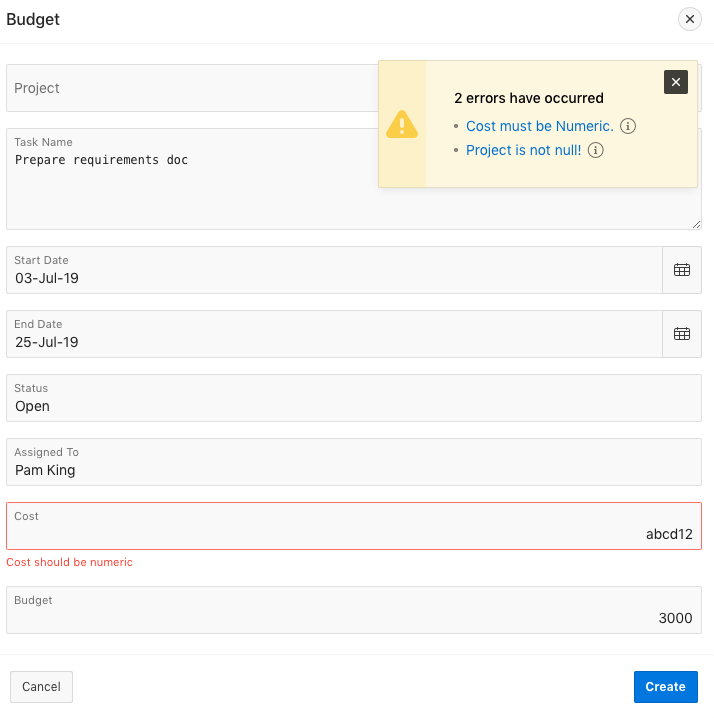 Budget
Project
2 errors have occurred
Cost must be Numeric.
Project is not null!
Task Name
Prepare requirements doc
Start Date
03-Jul-19
End Date
25-Jul-19
Status
Open
Assigned To
Pam King
Cost
abcd12
Cost should be numeric
Budget
3000
Cancel
Create